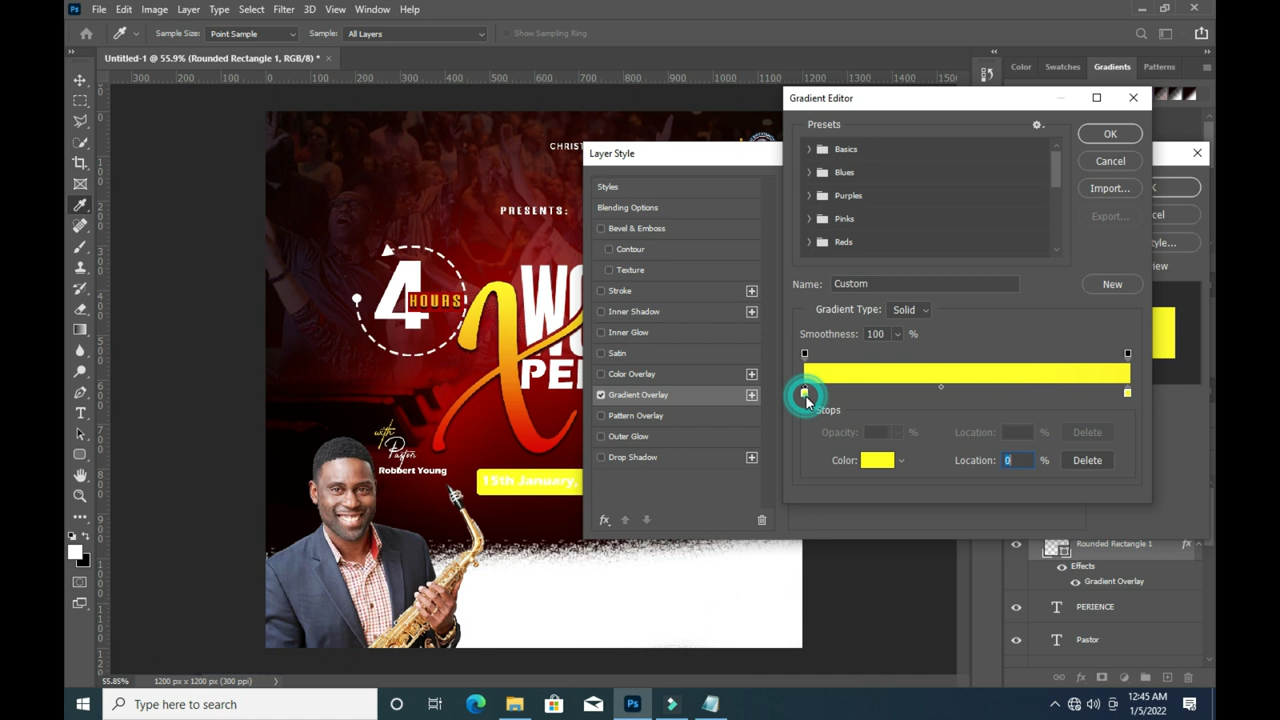 Ps File Edit Image Layer Type Select Filter 3D View Window Help
Sample Size: Point Sample Sample: All Layers Show Sampling Ring
Untitled-1 @ 55.9% (Rounded Rectangle 1, RGB/8) * ×
Color Swatches Gradients Patterns
Gradient Editor
Presets
Basics
Blues
Purples
Pinks
Reds
OK
Cancel
Import...
Export...
Name: Custom
New
Gradient Type: Solid
Smoothness: 100 %
Stops
Opacity: % Location: % Delete
Color: Location: 0 % Delete
Layer Style
Styles
Blending Options
Bevel & Emboss
Contour
Texture
Stroke
Inner Shadow
Inner Glow
Satin
Color Overlay
Gradient Overlay
Pattern Overlay
Outer Glow
Drop Shadow
fx
PRESENTS:
4 HOURS
with
Pastor
Robbert Young
15th January,
Rounded Rectangle 1 fx
Effects
Gradient Overlay
T PERIENCE
T Pastor
55.85% 1200 px x 1200 px (300 ppi)
Type here to search
12:45 AM
1/5/2022